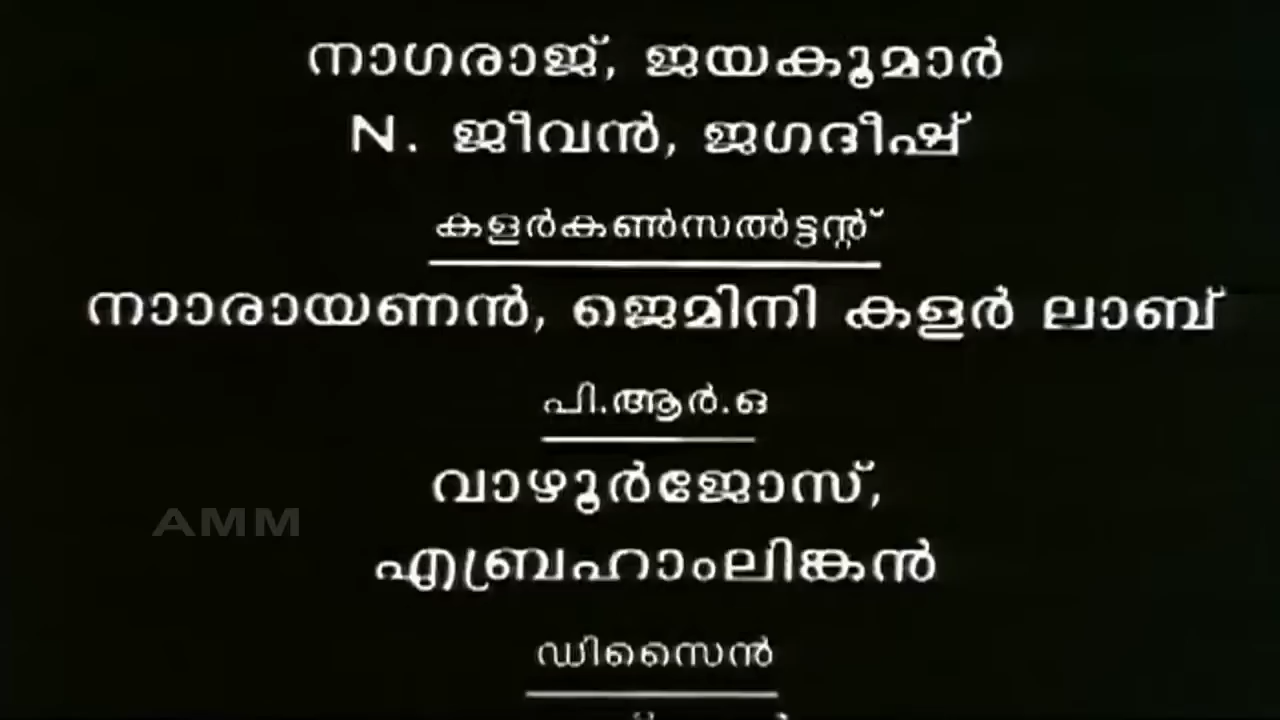 നാഗരാജ്, ജയകൂമാർ
N. ജീവൻ, ജഗദീഷ്
കളർകൺസൽട്ടന്റ്
നാാരായണൻ, ജെമിനി കളർ ലാബ്
പി.ആർ.ഒ
വാഴൂർജോസ്,
AMM
എബ്രഹാംലിങ്കൻ
ഡിസൈൻ